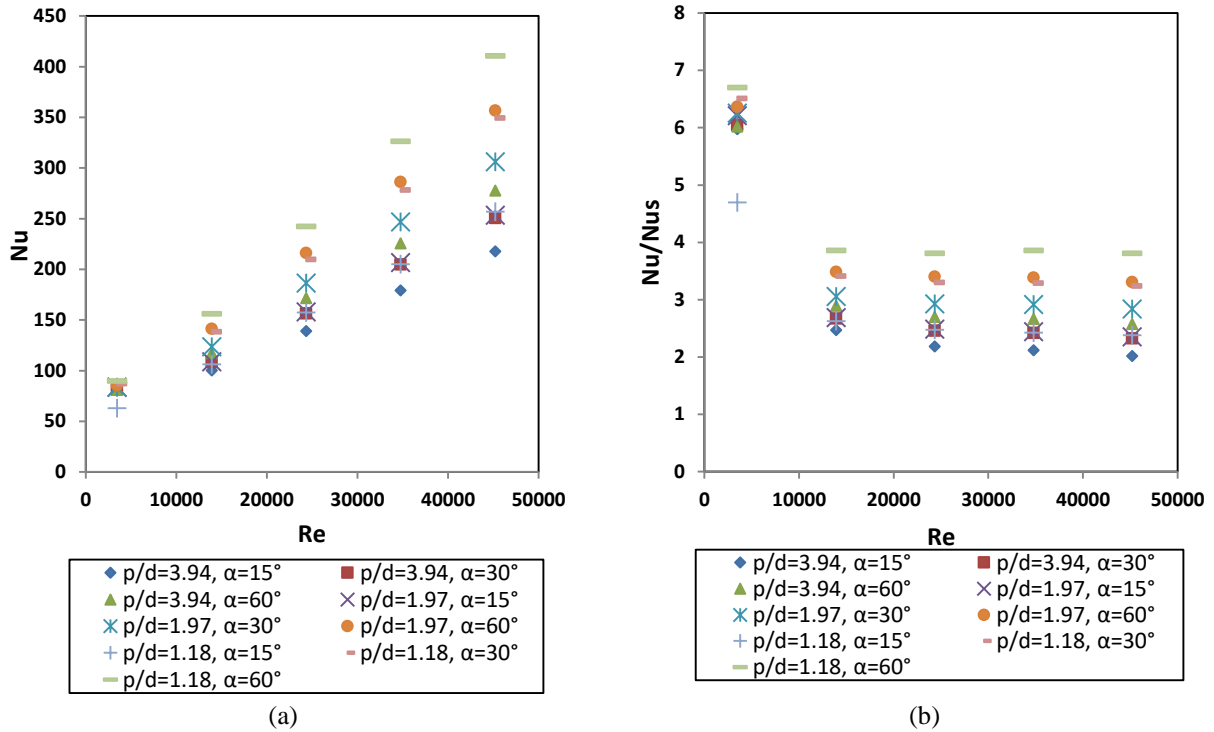 450
400
350
300
250
200
150
100
50
0
Nu
0 10000 20000 30000 40000 50000
Re
p/d=3.94, α=15° p/d=3.94, α=30°
p/d=3.94, α=60° p/d=1.97, α=15°
p/d=1.97, α=30° p/d=1.97, α=60°
p/d=1.18, α=15° p/d=1.18, α=30°
p/d=1.18, α=60°
(a)
8
7
6
5
4
3
2
1
0
Nu/Nus
0 10000 20000 30000 40000 50000
Re
p/d=3.94, α=15° p/d=3.94, α=30°
p/d=3.94, α=60° p/d=1.97, α=15°
p/d=1.97, α=30° p/d=1.97, α=60°
p/d=1.18, α=15° p/d=1.18, α=30°
p/d=1.18, α=60°
(b)